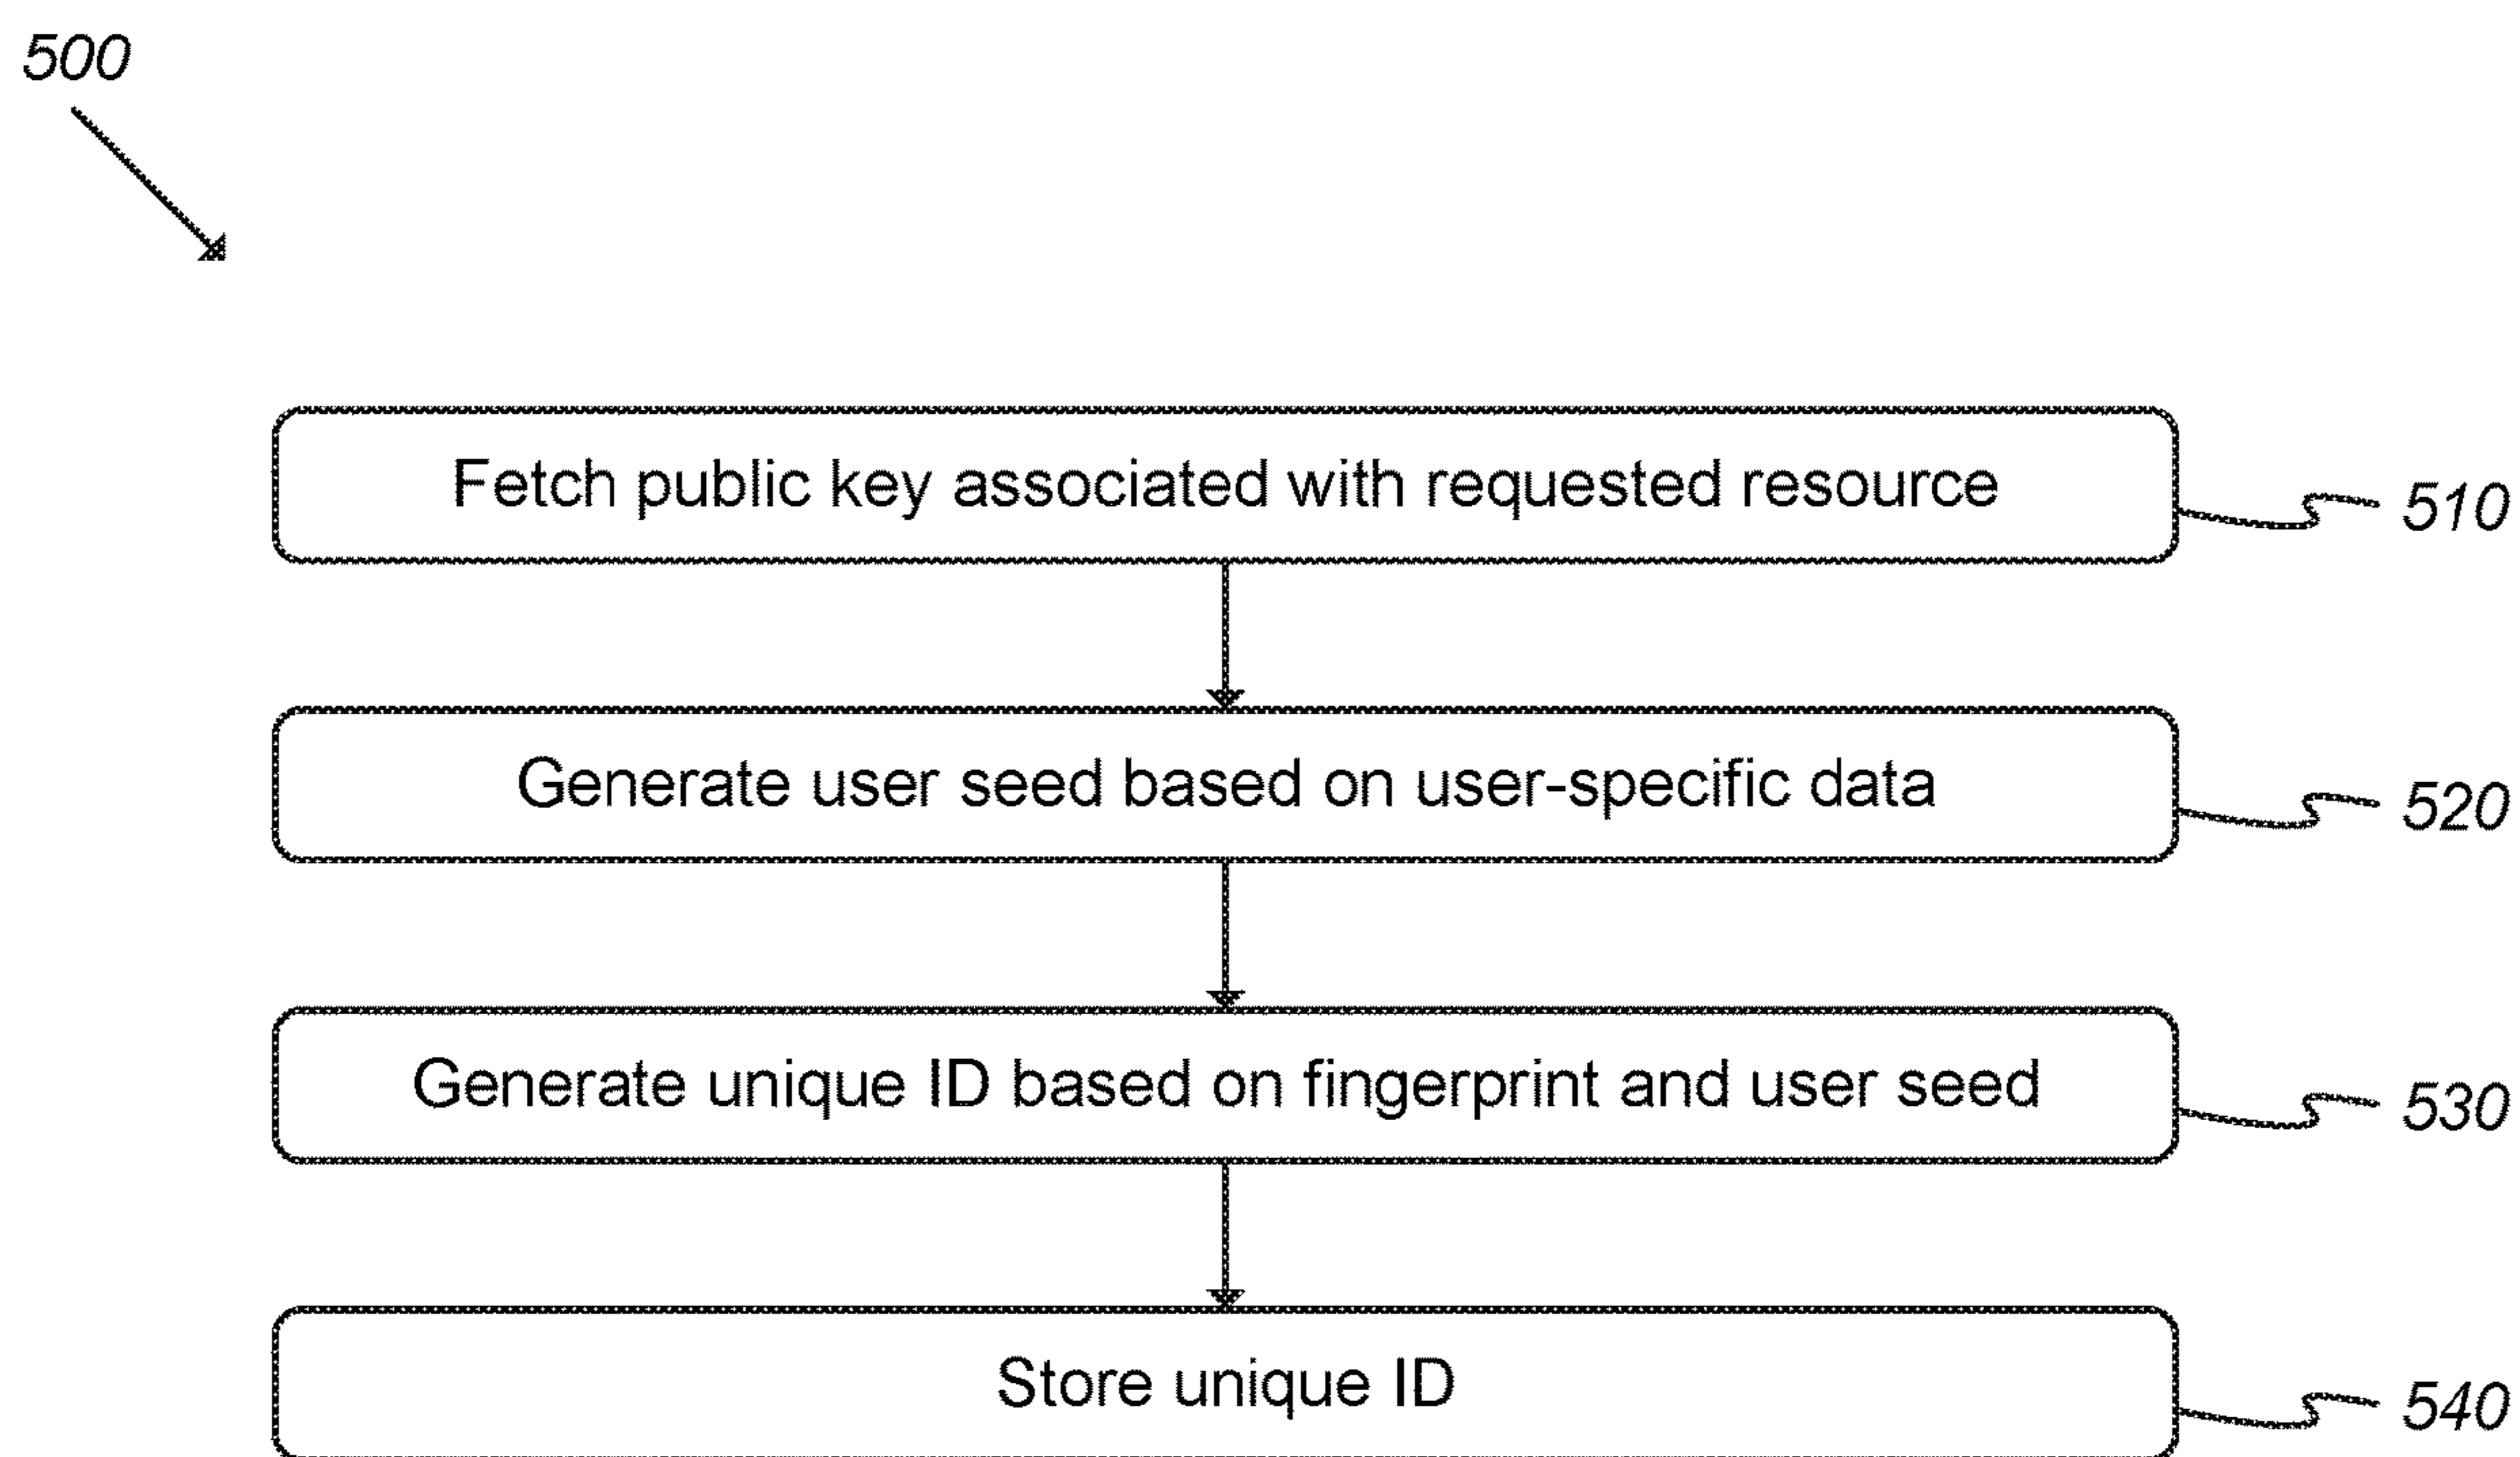 500
Fetch public key associated with requested resource
510
Generate user seed based on user-specific data
520
Generate unique ID based on fingerprint and user seed
530
Store unique ID
540